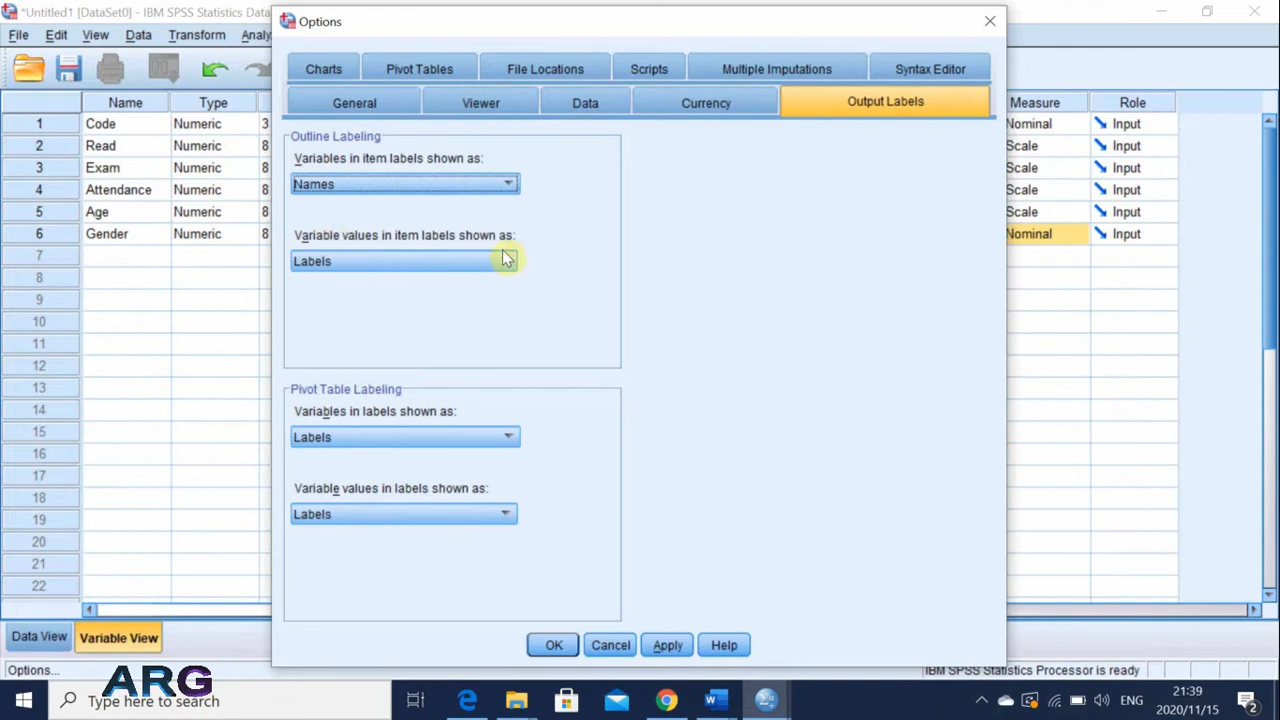 *Untitled1 [DataSet0] - IBM SPSS Statistics Data
Options
File Edit View Data Transform Analy
Charts Pivot Tables File Locations Scripts Multiple Imputations Syntax Editor
General Viewer Data Currency Output Labels
Name Type Measure Role
1 Code Numeric 3 Nominal Input
2 Read Numeric 8 Scale Input
3 Exam Numeric 8 Scale Input
4 Attendance Numeric 8 Scale Input
5 Age Numeric 8 Scale Input
6 Gender Numeric 8 Nominal Input
7
8
9
10
11
12
13
14
15
16
17
18
19
20
21
22
Outline Labeling
Variables in item labels shown as:
Names
Variable values in item labels shown as:
Labels
Pivot Table Labeling
Variables in labels shown as:
Labels
Variable values in labels shown as:
Labels
OK Cancel Apply Help
Data View Variable View
Options... IBM SPSS Statistics Processor is ready
ARG
Type here to search
ENG
21:39
2020/11/15
2